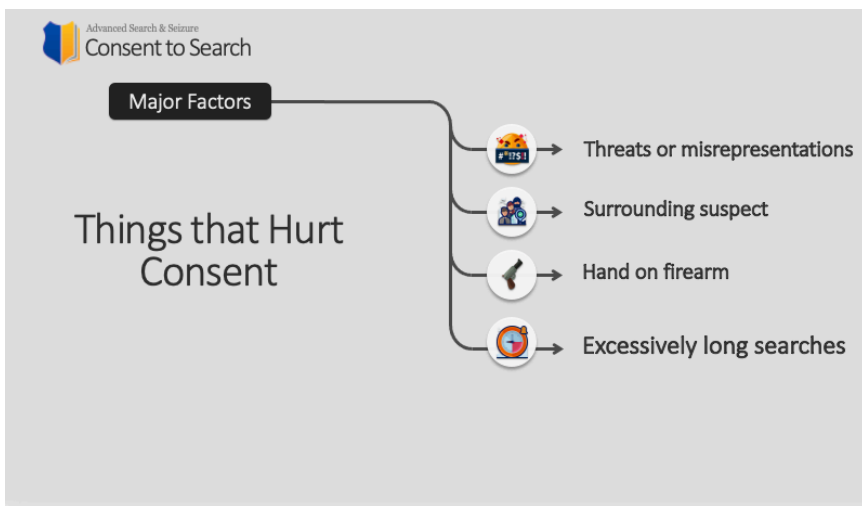 Advanced Search & Seizure
Consent to Search
Major Factors
Things that Hurt
Consent
#*!?$!
Threats or misrepresentations
Surrounding suspect
Hand on firearm
Excessively long searches